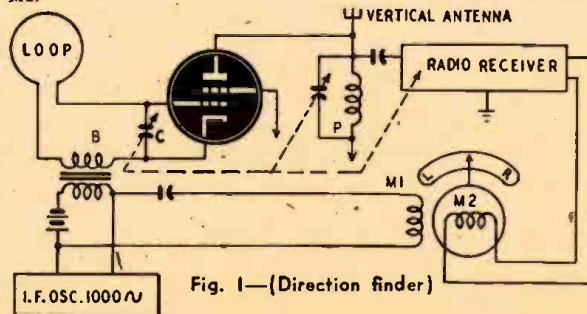 VERTICAL ANTENNA
LOOP
RADIO RECEIVER
B
C
P
L
R
M1
M2
I.F. OSC. 1000∿
Fig. 1—(Direction finder)